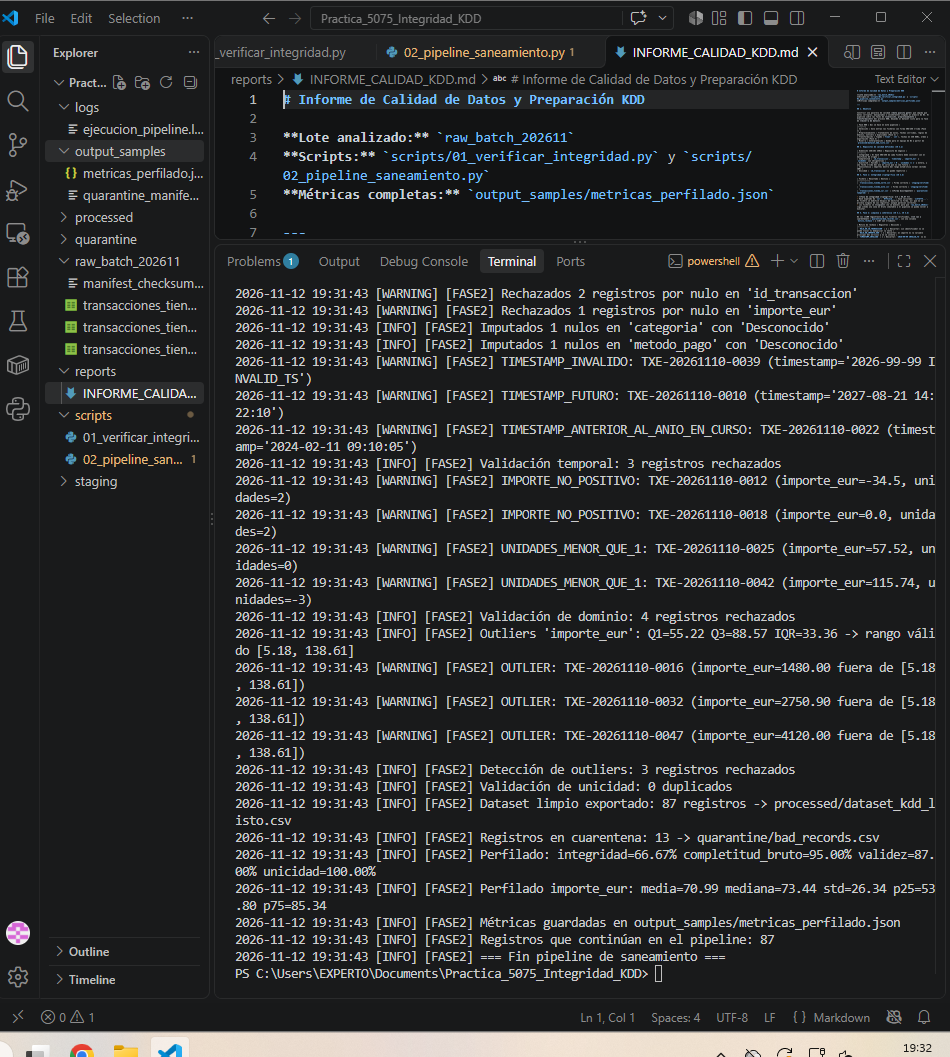 File Edit Selection ··· Practica_5075_Integridad_KDD
Explorer ···
Pract...
logs
ejecucion_pipeline.l...
output_samples
metricas_perfilado.j...
quarantine_manife...
processed
quarantine
raw_batch_202611
manifest_checksum...
transacciones_tien...
transacciones_tien...
transacciones_tien...
reports
INFORME_CALIDA...
scripts
01_verificar_integri...
02_pipeline_san... 1
staging
Outline
Timeline
_verificar_integridad.py 02_pipeline_saneamiento.py 1 INFORME_CALIDAD_KDD.md
reports > INFORME_CALIDAD_KDD.md > abc # Informe de Calidad de Datos y Preparación KDD Text Editor
1 # Informe de Calidad de Datos y Preparación KDD
2
3 **Lote analizado:** `raw_batch_202611`
4 **Scripts:** `scripts/01_verificar_integridad.py` y `scripts/
02_pipeline_saneamiento.py`
5 **Métricas completas:** `output_samples/metricas_perfilado.json`
6
7 ---
Problems 1 Output Debug Console Terminal Ports powershell
2026-11-12 19:31:43 [WARNING] [FASE2] Rechazados 2 registros por nulo en 'id_transaccion'
2026-11-12 19:31:43 [WARNING] [FASE2] Rechazados 1 registros por nulo en 'importe_eur'
2026-11-12 19:31:43 [INFO] [FASE2] Imputados 1 nulos en 'categoria' con 'Desconocido'
2026-11-12 19:31:43 [INFO] [FASE2] Imputados 1 nulos en 'metodo_pago' con 'Desconocido'
2026-11-12 19:31:43 [WARNING] [FASE2] TIMESTAMP_INVALIDO: TXE-20261110-0039 (timestamp='2026-99-99 I
NVALID_TS')
2026-11-12 19:31:43 [WARNING] [FASE2] TIMESTAMP_FUTURO: TXE-20261110-0010 (timestamp='2027-08-21 14:
22:10')
2026-11-12 19:31:43 [WARNING] [FASE2] TIMESTAMP_ANTERIOR_AL_ANIO_EN_CURSO: TXE-20261110-0022 (timest
amp='2024-02-11 09:10:05')
2026-11-12 19:31:43 [INFO] [FASE2] Validación temporal: 3 registros rechazados
2026-11-12 19:31:43 [WARNING] [FASE2] IMPORTE_NO_POSITIVO: TXE-20261110-0012 (importe_eur=-34.5, uni
dades=2)
2026-11-12 19:31:43 [WARNING] [FASE2] IMPORTE_NO_POSITIVO: TXE-20261110-0018 (importe_eur=0.0, unida
des=2)
2026-11-12 19:31:43 [WARNING] [FASE2] UNIDADES_MENOR_QUE_1: TXE-20261110-0025 (importe_eur=57.52, un
idades=0)
2026-11-12 19:31:43 [WARNING] [FASE2] UNIDADES_MENOR_QUE_1: TXE-20261110-0042 (importe_eur=115.74, u
nidades=-3)
2026-11-12 19:31:43 [INFO] [FASE2] Validación de dominio: 4 registros rechazados
2026-11-12 19:31:43 [INFO] [FASE2] Outliers 'importe_eur': Q1=55.22 Q3=88.57 IQR=33.36 -> rango váli
do [5.18, 138.61]
2026-11-12 19:31:43 [WARNING] [FASE2] OUTLIER: TXE-20261110-0016 (importe_eur=1480.00 fuera de [5.18
, 138.61])
2026-11-12 19:31:43 [WARNING] [FASE2] OUTLIER: TXE-20261110-0032 (importe_eur=2750.90 fuera de [5.18
, 138.61])
2026-11-12 19:31:43 [WARNING] [FASE2] OUTLIER: TXE-20261110-0047 (importe_eur=4120.00 fuera de [5.18
, 138.61])
2026-11-12 19:31:43 [INFO] [FASE2] Detección de outliers: 3 registros rechazados
2026-11-12 19:31:43 [INFO] [FASE2] Validación de unicidad: 0 duplicados
2026-11-12 19:31:43 [INFO] [FASE2] Dataset limpio exportado: 87 registros -> processed/dataset_kdd_l
isto.csv
2026-11-12 19:31:43 [INFO] [FASE2] Registros en cuarentena: 13 -> quarantine/bad_records.csv
2026-11-12 19:31:43 [INFO] [FASE2] Perfilado: integridad=66.67% completitud_bruto=95.00% validez=87.
00% unicidad=100.00%
2026-11-12 19:31:43 [INFO] [FASE2] Perfilado importe_eur: media=70.99 mediana=73.44 std=26.34 p25=53
.80 p75=85.34
2026-11-12 19:31:43 [INFO] [FASE2] Métricas guardadas en output_samples/metricas_perfilado.json
2026-11-12 19:31:43 [INFO] [FASE2] Registros que continúan en el pipeline: 87
2026-11-12 19:31:43 [INFO] [FASE2] === Fin pipeline de saneamiento ===
PS C:\Users\EXPERTO\Documents\Practica_5075_Integridad_KDD>
0 1 Ln 1, Col 1 Spaces: 4 UTF-8 LF {} Markdown
19:32